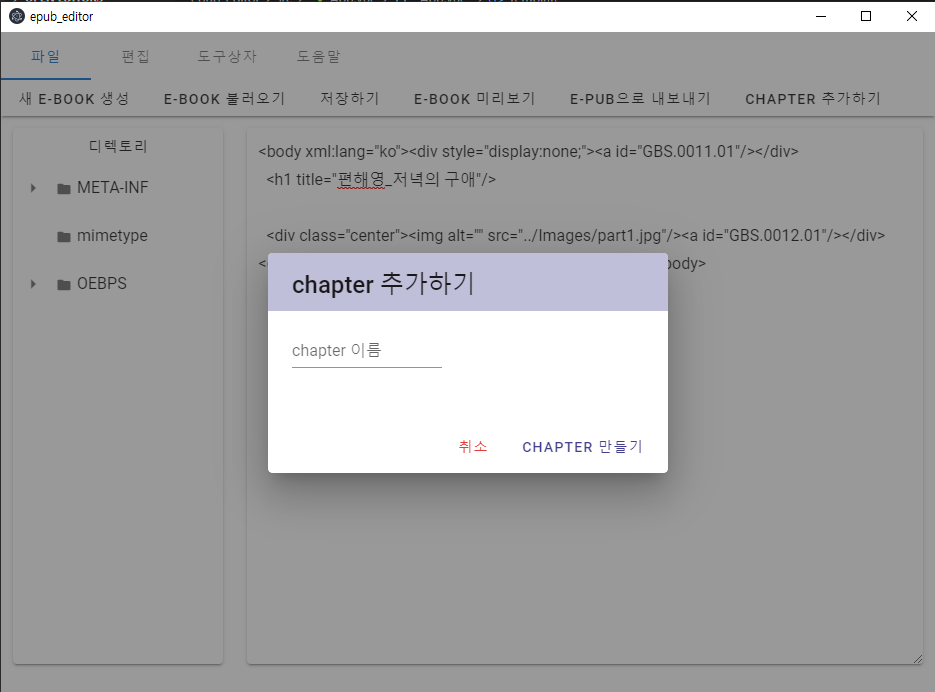 epub_editor
파일 편집 도구상자 도움말
새 E-BOOK 생성 E-BOOK 불러오기 저장하기 E-BOOK 미리보기 E-PUB으로 내보내기 CHAPTER 추가하기
디렉토리
META-INF
mimetype
OEBPS
<body xml:lang="ko"><div style="display:none;"><a id="GBS.0011.01"/></div>
<h1 title="편해영_저녁의 구애"/>
<div class="center"><img alt="" src="../Images/part1.jpg"/><a id="GBS.0012.01"/></div>
body>
chapter 추가하기
chapter 이름
취소 CHAPTER 만들기